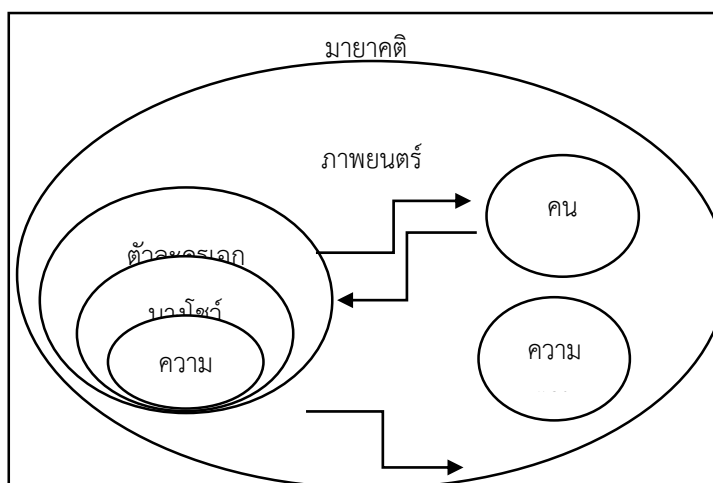 มายาคติ
ภาพยนตร์
คน
ตัวละครเอก
นางโชว์
ความ
ความ